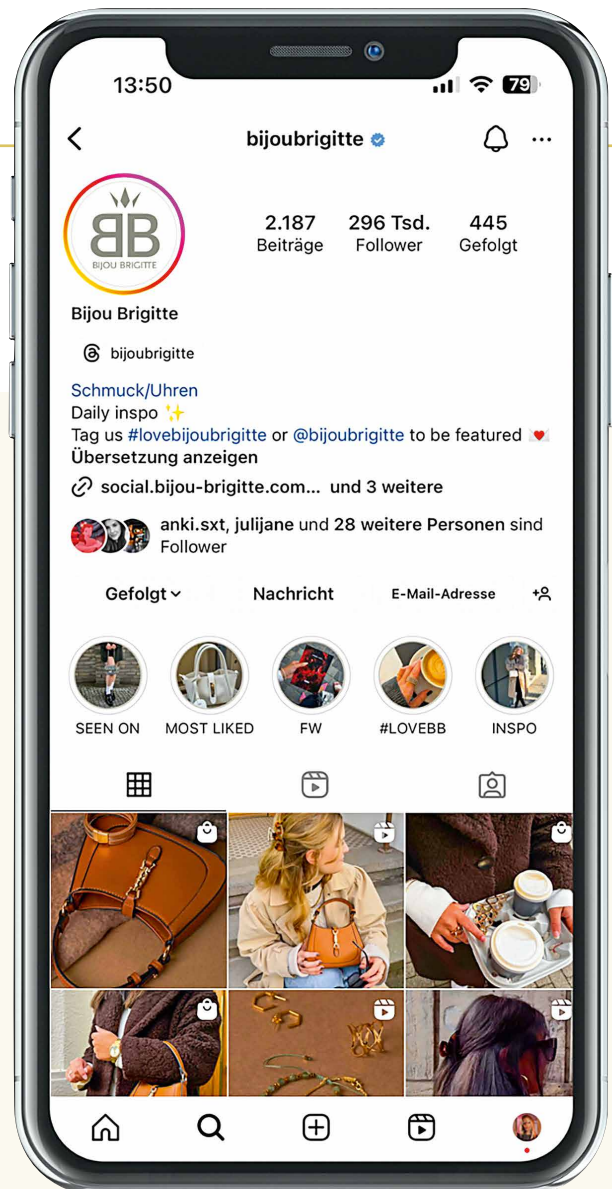 13:50
79
bijoubrigitte
BB
BIJOU BRIGITTE
2.187 296 Tsd. 445
Beiträge Follower Gefolgt
Bijou Brigitte
bijoubrigitte
Schmuck/Uhren
Daily inspo ✨
Tag us #lovebijoubrigitte or @bijoubrigitte to be featured 💌
Übersetzung anzeigen
social.bijou-brigitte.com... und 3 weitere
anki.sxt, julijane und 28 weitere Personen sind
Follower
Gefolgt Nachricht E-Mail-Adresse
SEEN ON MOST LIKED FW #LOVEBB INSPO